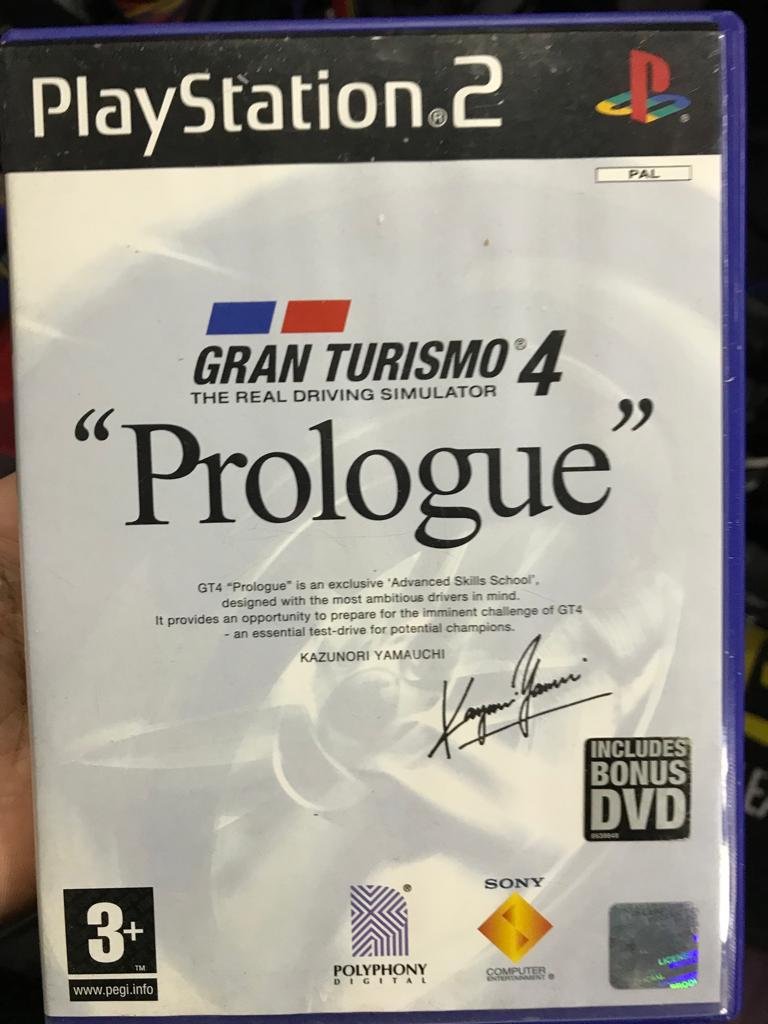 PlayStation®2
PAL
GRAN TURISMO®4
THE REAL DRIVING SIMULATOR
“Prologue”
GT4 “Prologue” is an exclusive ‘Advanced Skills School’,
designed with the most ambitious drivers in mind.
It provides an opportunity to prepare for the imminent challenge of GT4
- an essential test-drive for potential champions.
KAZUNORI YAMAUCHI
INCLUDES
BONUS
DVD
3+
TM
www.pegi.info
®
POLYPHONY
DIGITAL
SONY
COMPUTER
ENTERTAINMENT®